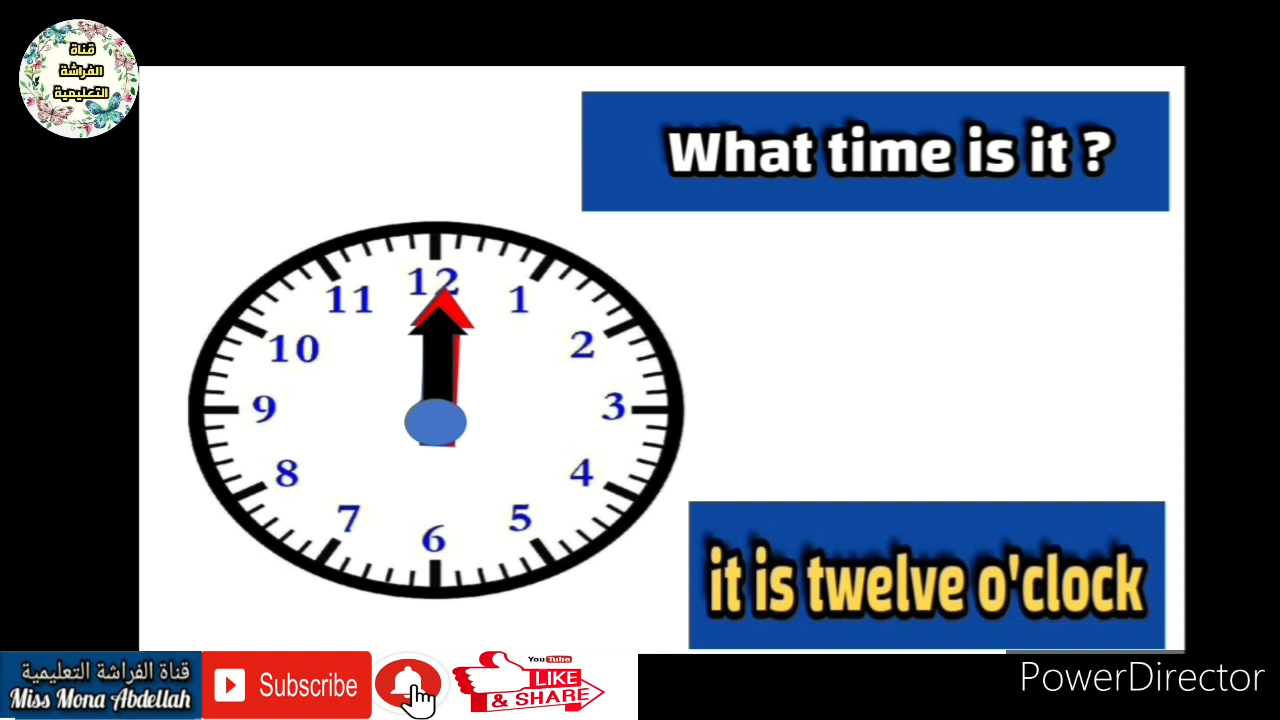 قناة
الفراشة
التعليمية
What time is it ?
12
11
1
10
2
9
3
8
4
7
5
6
it is twelve o'clock
قناة الفراشة التعليمية
Miss Mona Abdellah
Subscribe
YouTube
LIKE
& SHARE
PowerDirector